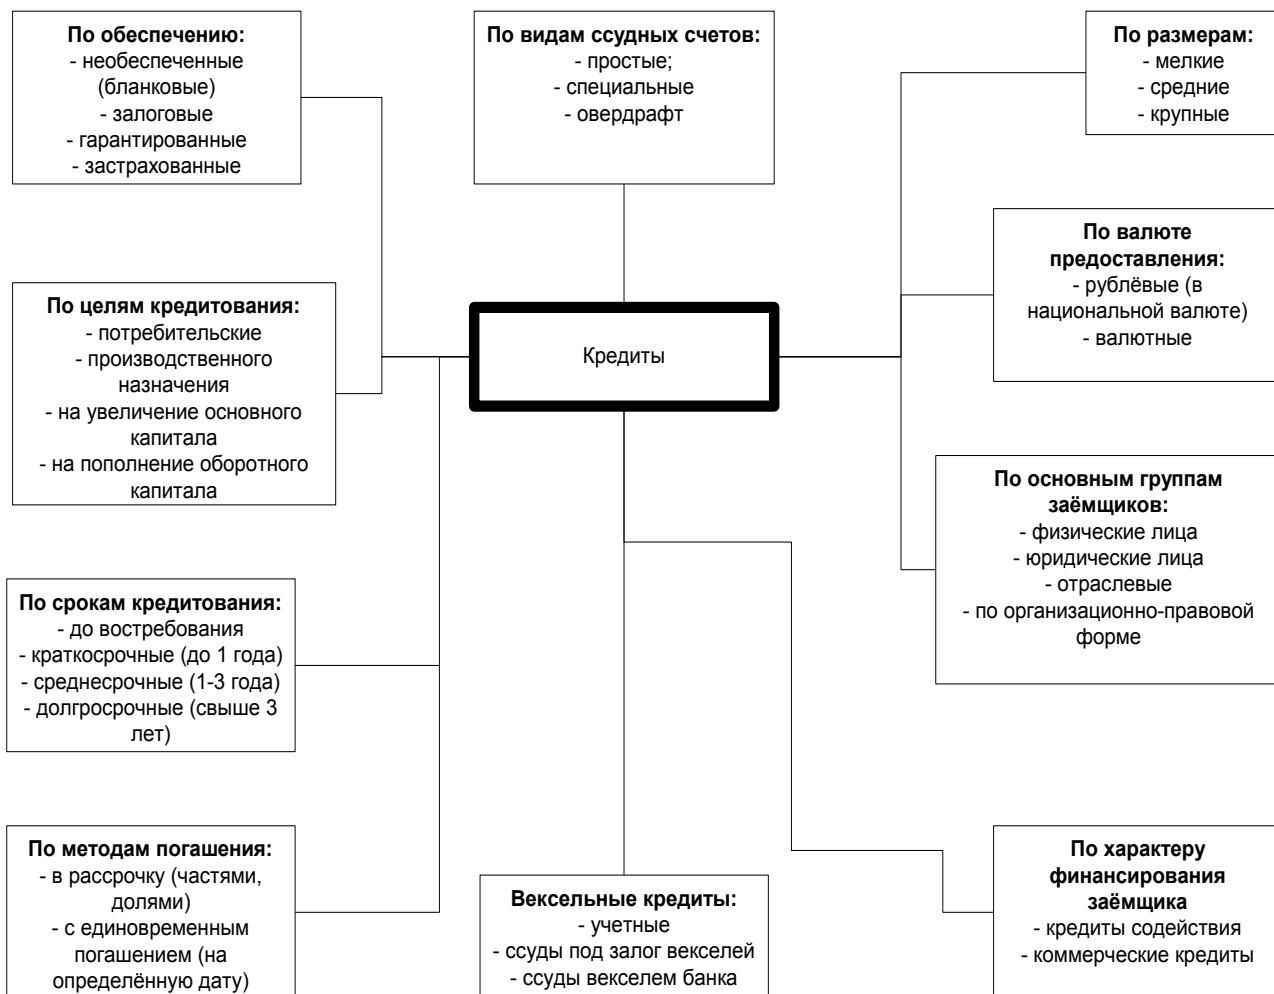 По обеспечению:
- необеспеченные
(бланковые)
- залоговые
- гарантированные
- застрахованные
По видам ссудных счетов:
- простые;
- специальные
- овердрафт
По размерам:
- мелкие
- средние
- крупные
По валюте
предоставления:
- рублёвые (в
национальной валюте)
- валютные
По целям кредитования:
- потребительские
- производственного
назначения
- на увеличение основного
капитала
- на пополнение оборотного
капитала
Кредиты
По основным группам
заёмщиков:
- физические лица
- юридические лица
- отраслевые
- по организационно-правовой
форме
По срокам кредитования:
- до востребования
- краткосрочные (до 1 года)
- среднесрочные (1-3 года)
- долгросрочные (свыше 3
лет)
По методам погашения:
- в рассрочку (частями,
долями)
- с единовременным
погашением (на
определённую дату)
Вексельные кредиты:
- учетные
- ссуды под залог векселей
- ссуды векселем банка
По характеру
финансирования
заёмщика
- кредиты содействия
- коммерческие кредиты